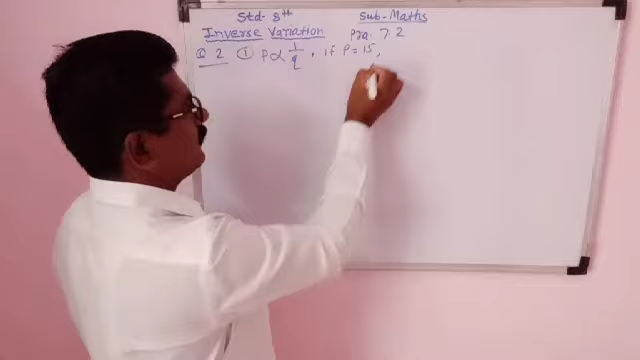 Std- 8th Sub-Maths
Inverse Variation Pra. 7.2
Q 2 ① P ∝ 1/q , if P = 15,